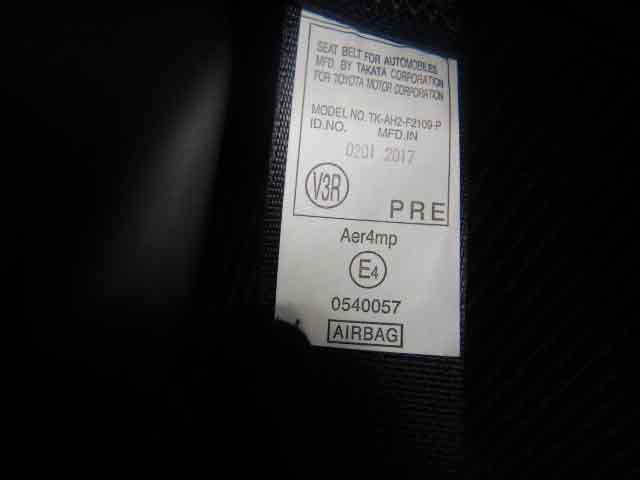 SEAT BELT FOR AUTOMOBILES
MFD. BY TAKATA CORPORATION
FOR TOYOTA MOTOR CORPORATION
MODEL NO. TK-AH2-F2109-P
ID.NO. MFD.IN
0201 2017
V3R
PRE
Aer4mp
E4
0540057
AIRBAG